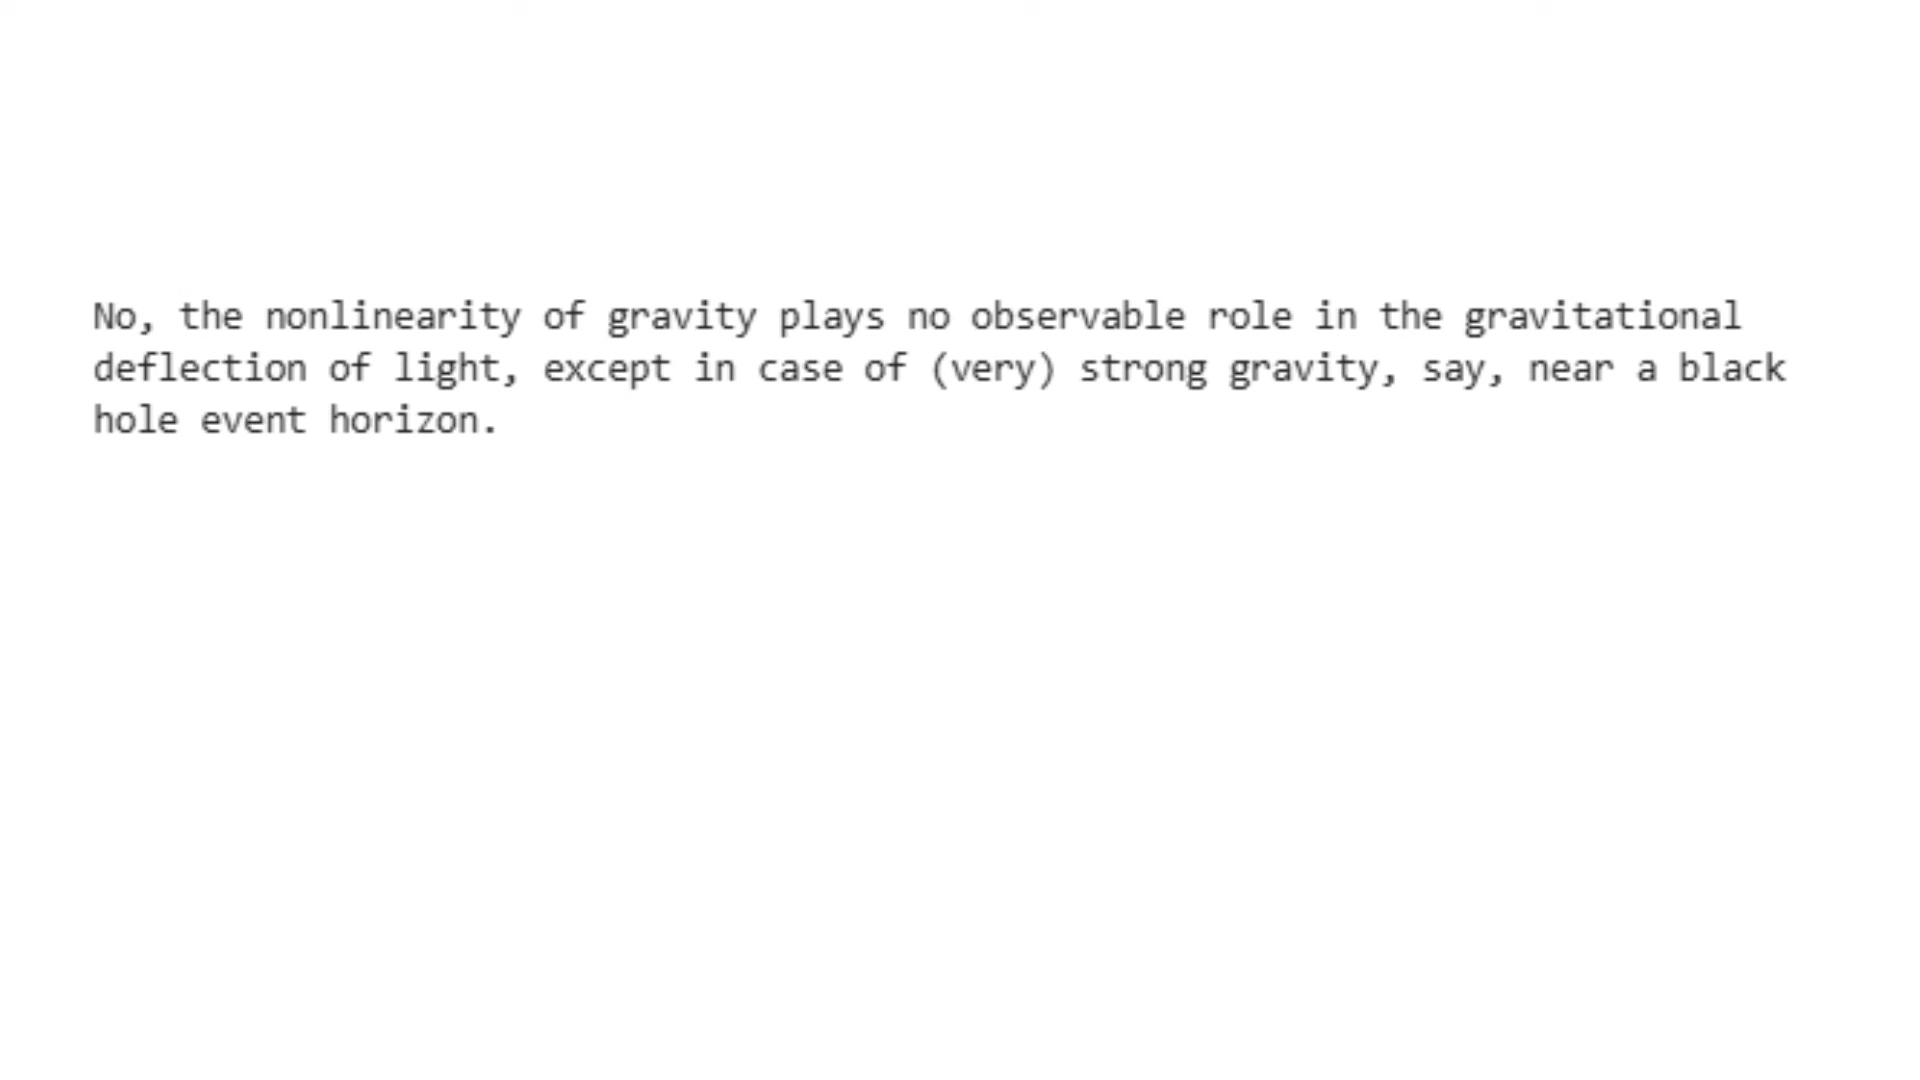 No, the nonlinearity of gravity plays no observable role in the gravitational
deflection of light, except in case of (very) strong gravity, say, near a black
hole event horizon.